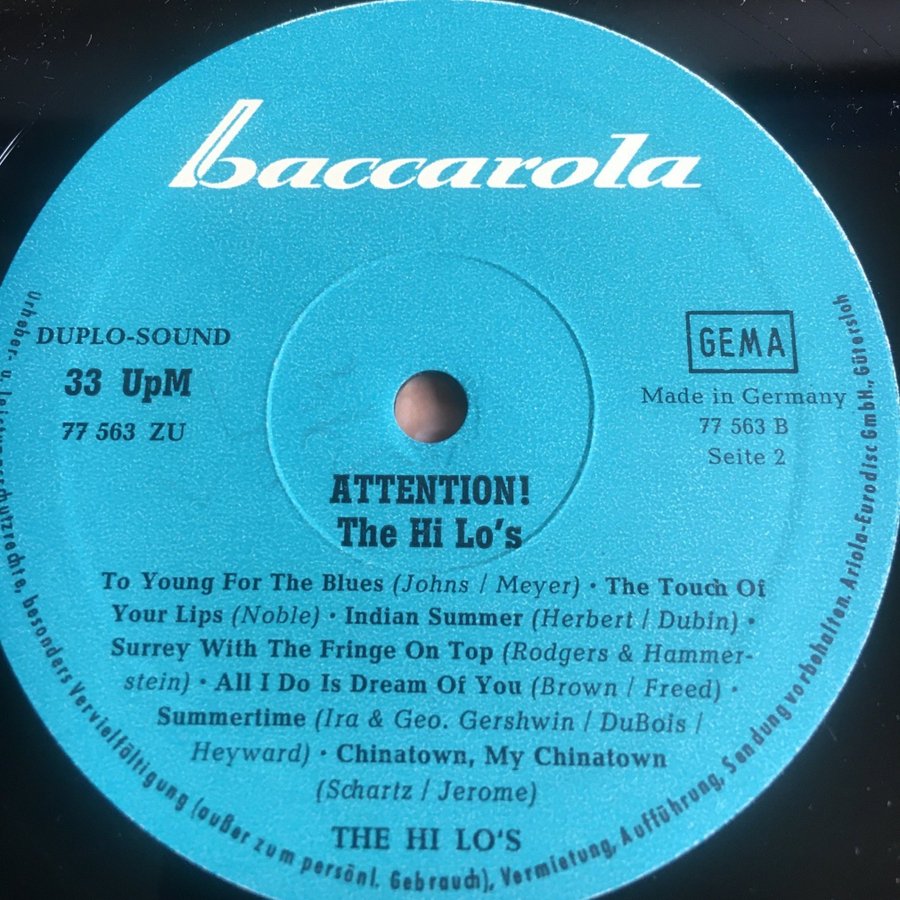 baccarola
DUPLO-SOUND
33 UpM
77 563 ZU
GEMA
Made in Germany
77 563 B
Seite 2
ATTENTION!
The Hi Lo's
To Young For The Blues (Johns / Meyer) · The Touch Of
Your Lips (Noble) · Indian Summer (Herbert / Dubin) ·
Surrey With The Fringe On Top (Rodgers & Hammer-
stein) · All I Do Is Dream Of You (Brown / Freed) ·
Summertime (Ira & Geo. Gershwin / DuBois /
Heyward) · Chinatown, My Chinatown
(Schartz / Jerome)
THE HI LO'S
Urheber- u. besonders Vervielfältigung (außer zum persönl. Gebrauch), Vermietung, Aufführung, Sendung vorbehalten. Ariola-Eurodisc GmbH., Gütersloh